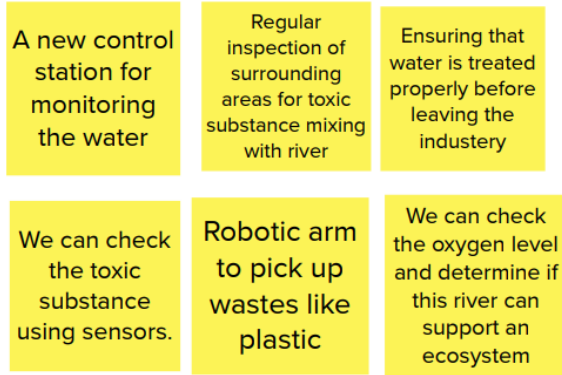 A new control
station for
monitoring
the water
Regular
inspection of
surrounding
areas for toxic
substance mixing
with river
Ensuring that
water is treated
properly before
leaving the
industery
We can check
the toxic
substance
using sensors.
Robotic arm
to pick up
wastes like
plastic
We can check
the oxygen level
and determine if
this river can
support an
ecosystem